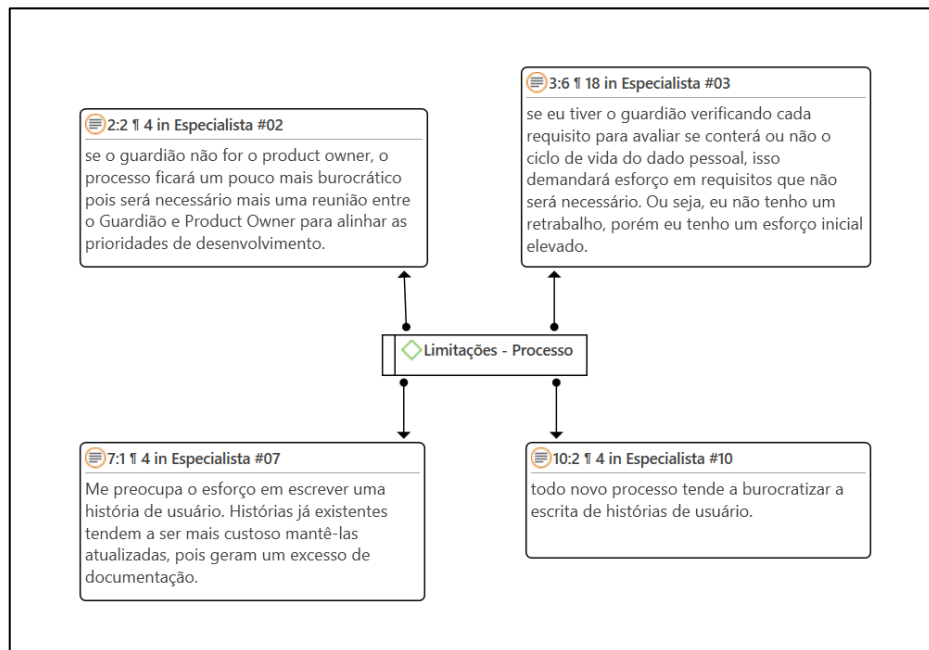 2:2 ¶ 4 in Especialista #02
se o guardião não for o product owner, o
processo ficará um pouco mais burocrático
pois será necessário mais uma reunião entre
o Guardião e Product Owner para alinhar as
prioridades de desenvolvimento.
3:6 ¶ 18 in Especialista #03
se eu tiver o guardião verificando cada
requisito para avaliar se conterá ou não o
ciclo de vida do dado pessoal, isso
demandará esforço em requisitos que não
será necessário. Ou seja, eu não tenho um
retrabalho, porém eu tenho um esforço inicial
elevado.
Limitações - Processo
7:1 ¶ 4 in Especialista #07
Me preocupa o esforço em escrever uma
história de usuário. Histórias já existentes
tendem a ser mais custoso mantê-las
atualizadas, pois geram um excesso de
documentação.
10:2 ¶ 4 in Especialista #10
todo novo processo tende a burocratizar a
escrita de histórias de usuário.